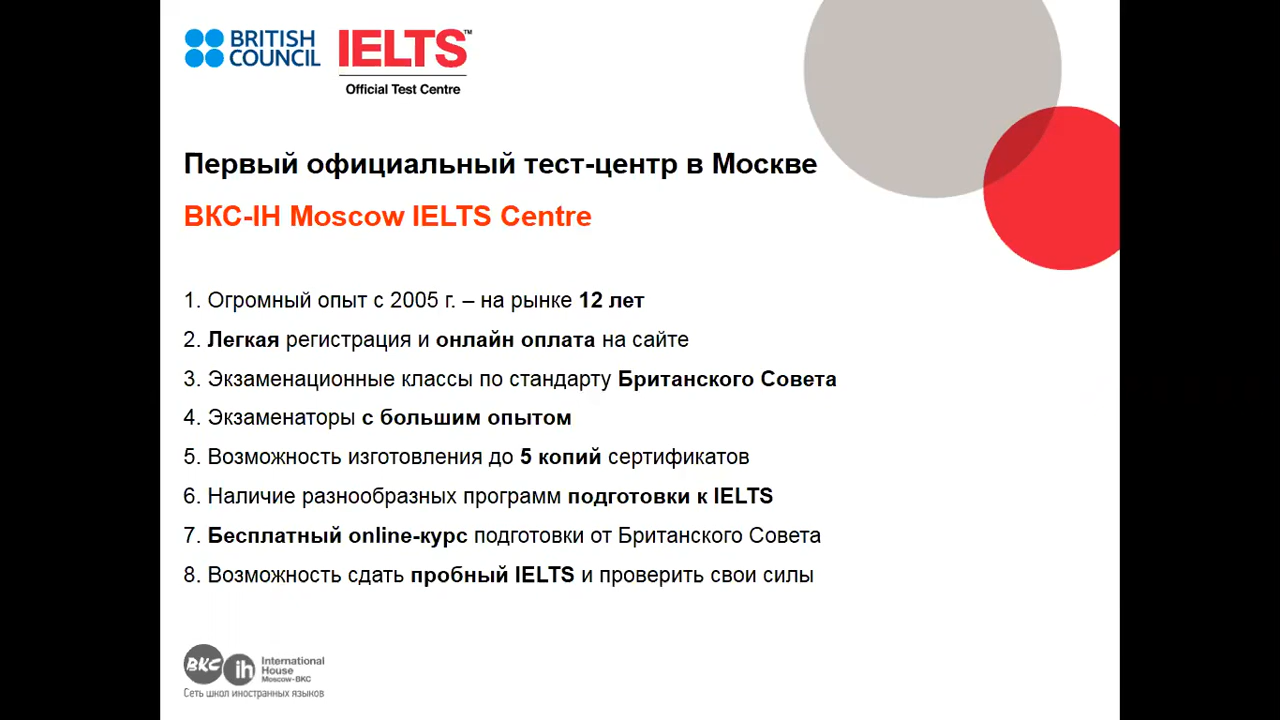 BRITISH COUNCIL
IELTS™
Official Test Centre
Первый официальный тест-центр в Москве
ВКС-IH Moscow IELTS Centre
1. Огромный опыт с 2005 г. – на рынке 12 лет
2. Легкая регистрация и онлайн оплата на сайте
3. Экзаменационные классы по стандарту Британского Совета
4. Экзаменаторы с большим опытом
5. Возможность изготовления до 5 копий сертификатов
6. Наличие разнообразных программ подготовки к IELTS
7. Бесплатный online-курс подготовки от Британского Совета
8. Возможность сдать пробный IELTS и проверить свои силы
ВКС ih International House Moscow-ВКС
Сеть школ иностранных языков